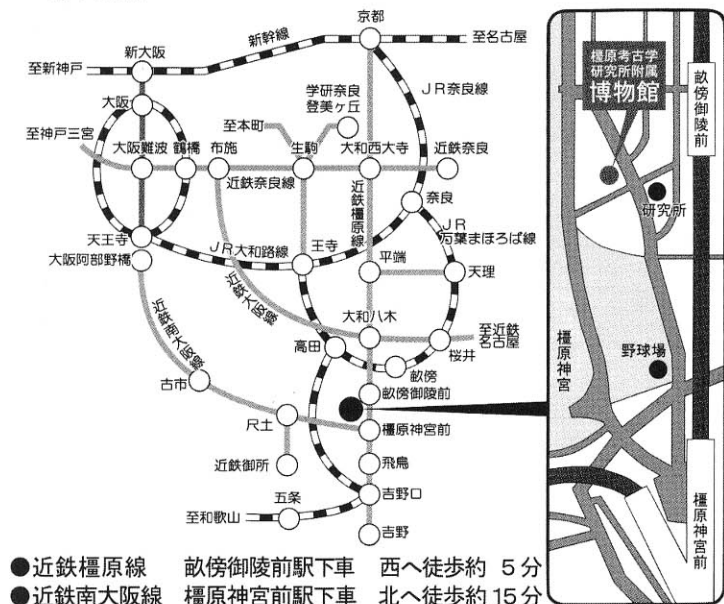 京都
新幹線
至名古屋
新大阪
至新神戸
学研奈良
登美ヶ丘
JR奈良線
大阪
至本町
至神戸三宮
大阪難波
鶴橋
布施
生駒
大和西大寺
近鉄奈良
近鉄奈良線
近鉄橿原線
奈良
JR
万葉まほろば線
天王寺
JR大和路線
王寺
大阪阿部野橋
平端
天理
近鉄大阪線
近鉄南大阪線
大和八木
至近鉄
名古屋
高田
桜井
畝傍
古市
畝傍御陵前
尺土
橿原神宮前
近鉄御所
飛鳥
五条
吉野口
至和歌山
吉野
橿原考古学
研究所附属
博物館
畝傍御陵前
研究所
橿原神宮
野球場
橿原神宮前
●近鉄橿原線 畝傍御陵前駅下車 西へ徒歩約 5分
●近鉄南大阪線 橿原神宮前駅下車 北へ徒歩約15分